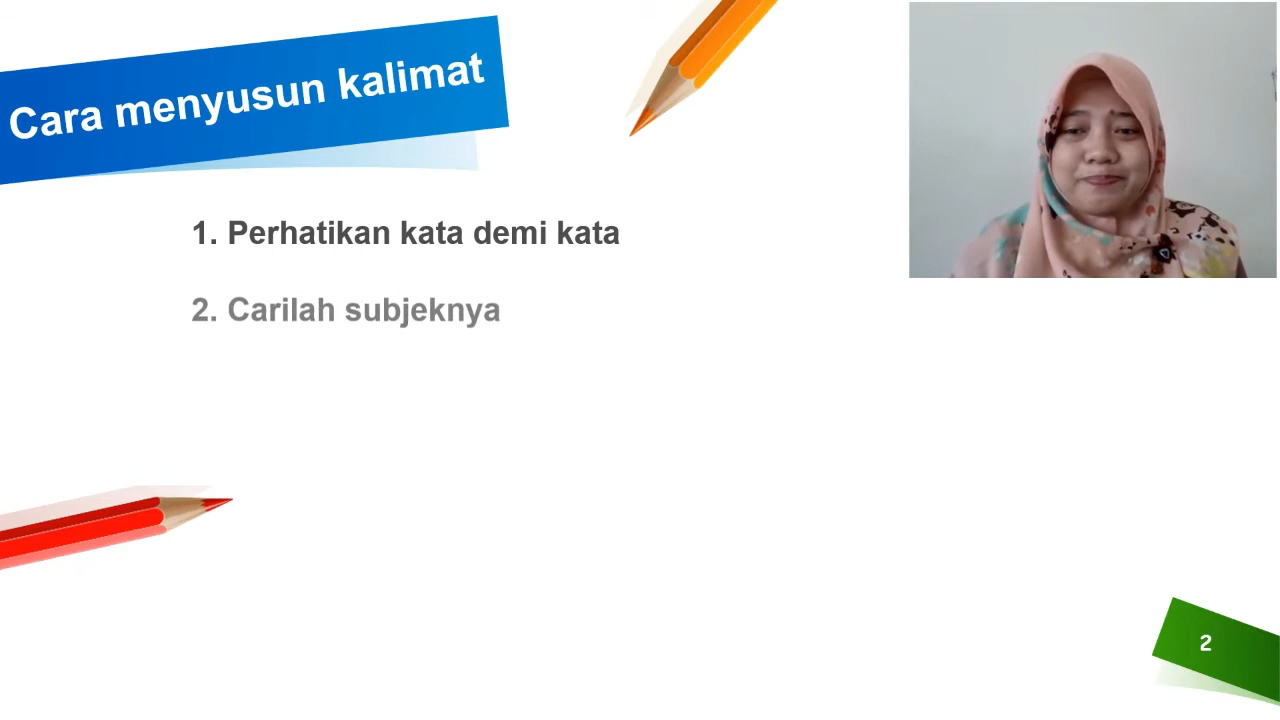 Cara menyusun kalimat
1. Perhatikan kata demi kata
2. Carilah subjeknya
2